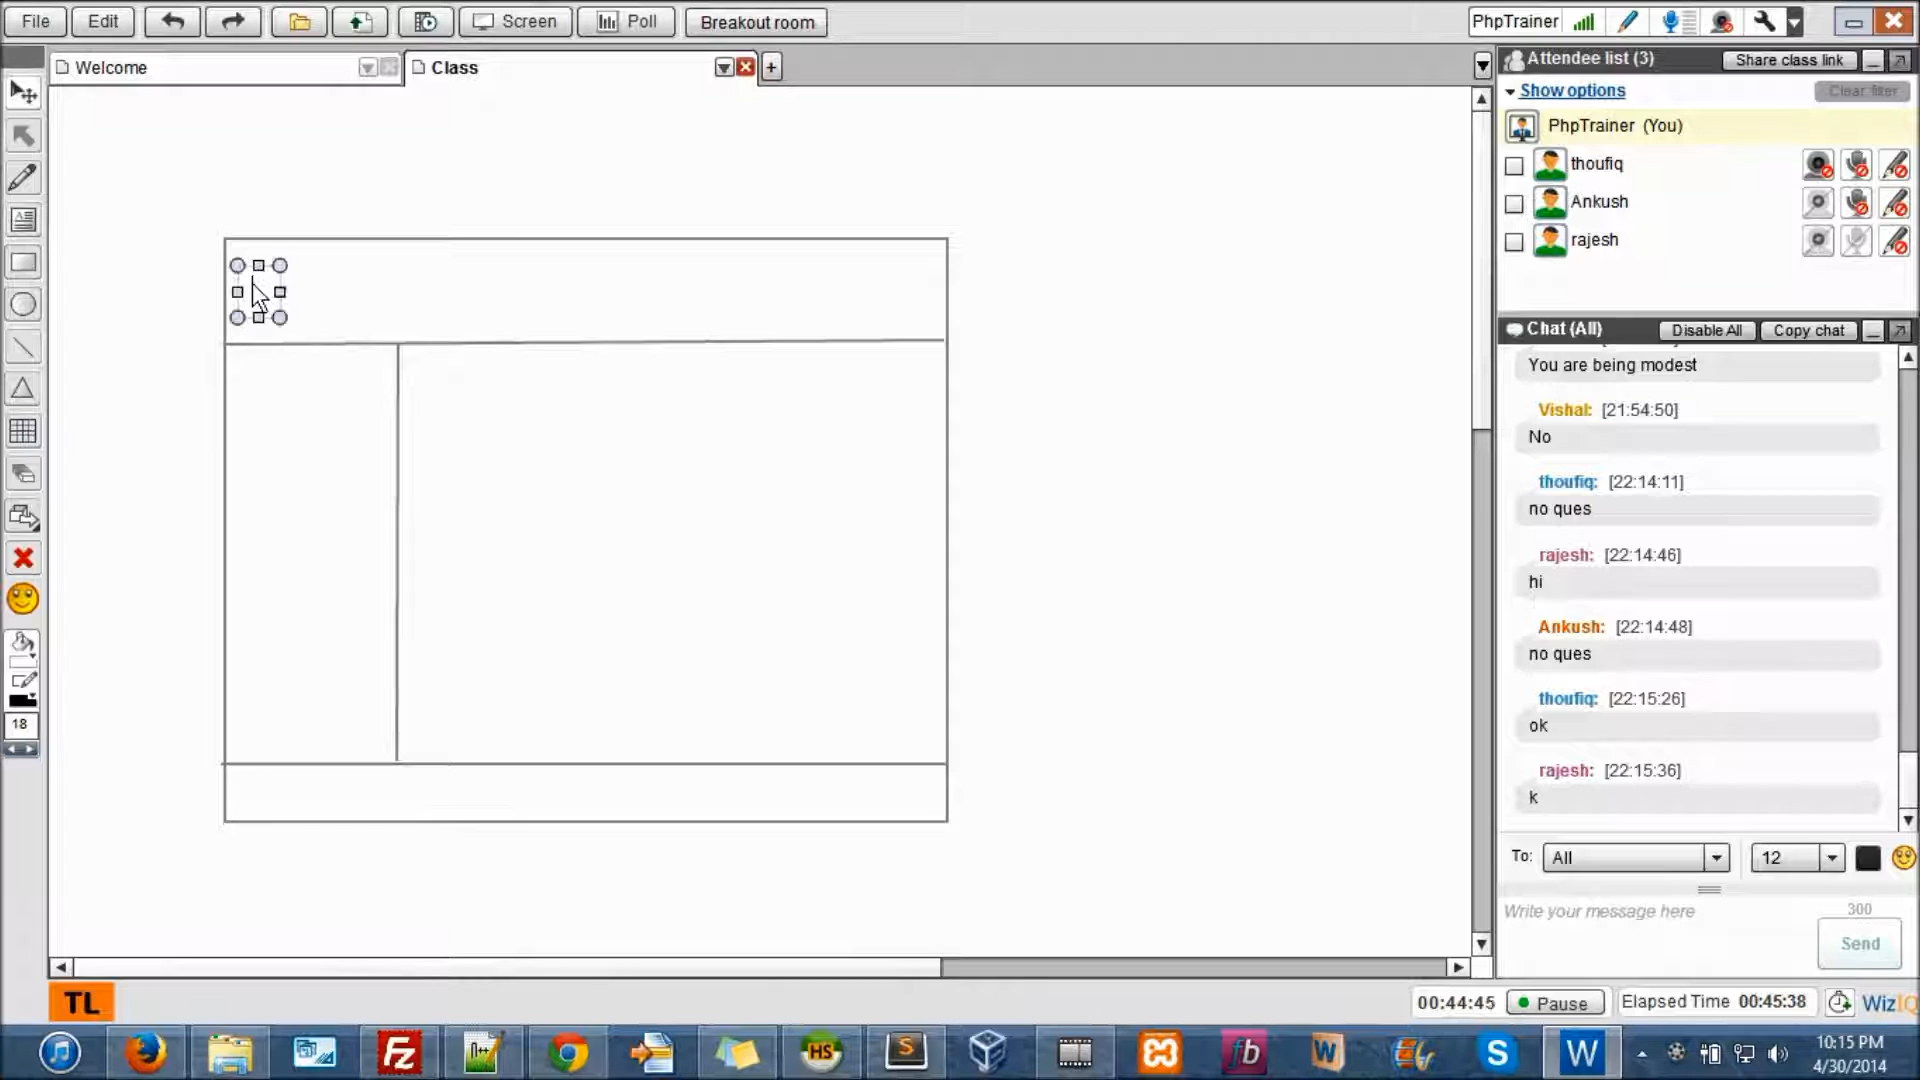 File Edit Screen Poll Breakout room PhpTrainer
Welcome Class +
Attendee list (3) Share class link
Show options Clear filter
PhpTrainer (You)
thoufiq
Ankush
rajesh
Chat (All) Disable All Copy chat
You are being modest
Vishal: [21:54:50]
No
thoufiq: [22:14:11]
no ques
rajesh: [22:14:46]
hi
Ankush: [22:14:48]
no ques
thoufiq: [22:15:26]
ok
rajesh: [22:15:36]
k
18
To: All 12
Write your message here 300
Send
TL 00:44:45 Pause Elapsed Time 00:45:38 WizIQ
Fz n++ HS S fb W S W 10:15 PM
4/30/2014